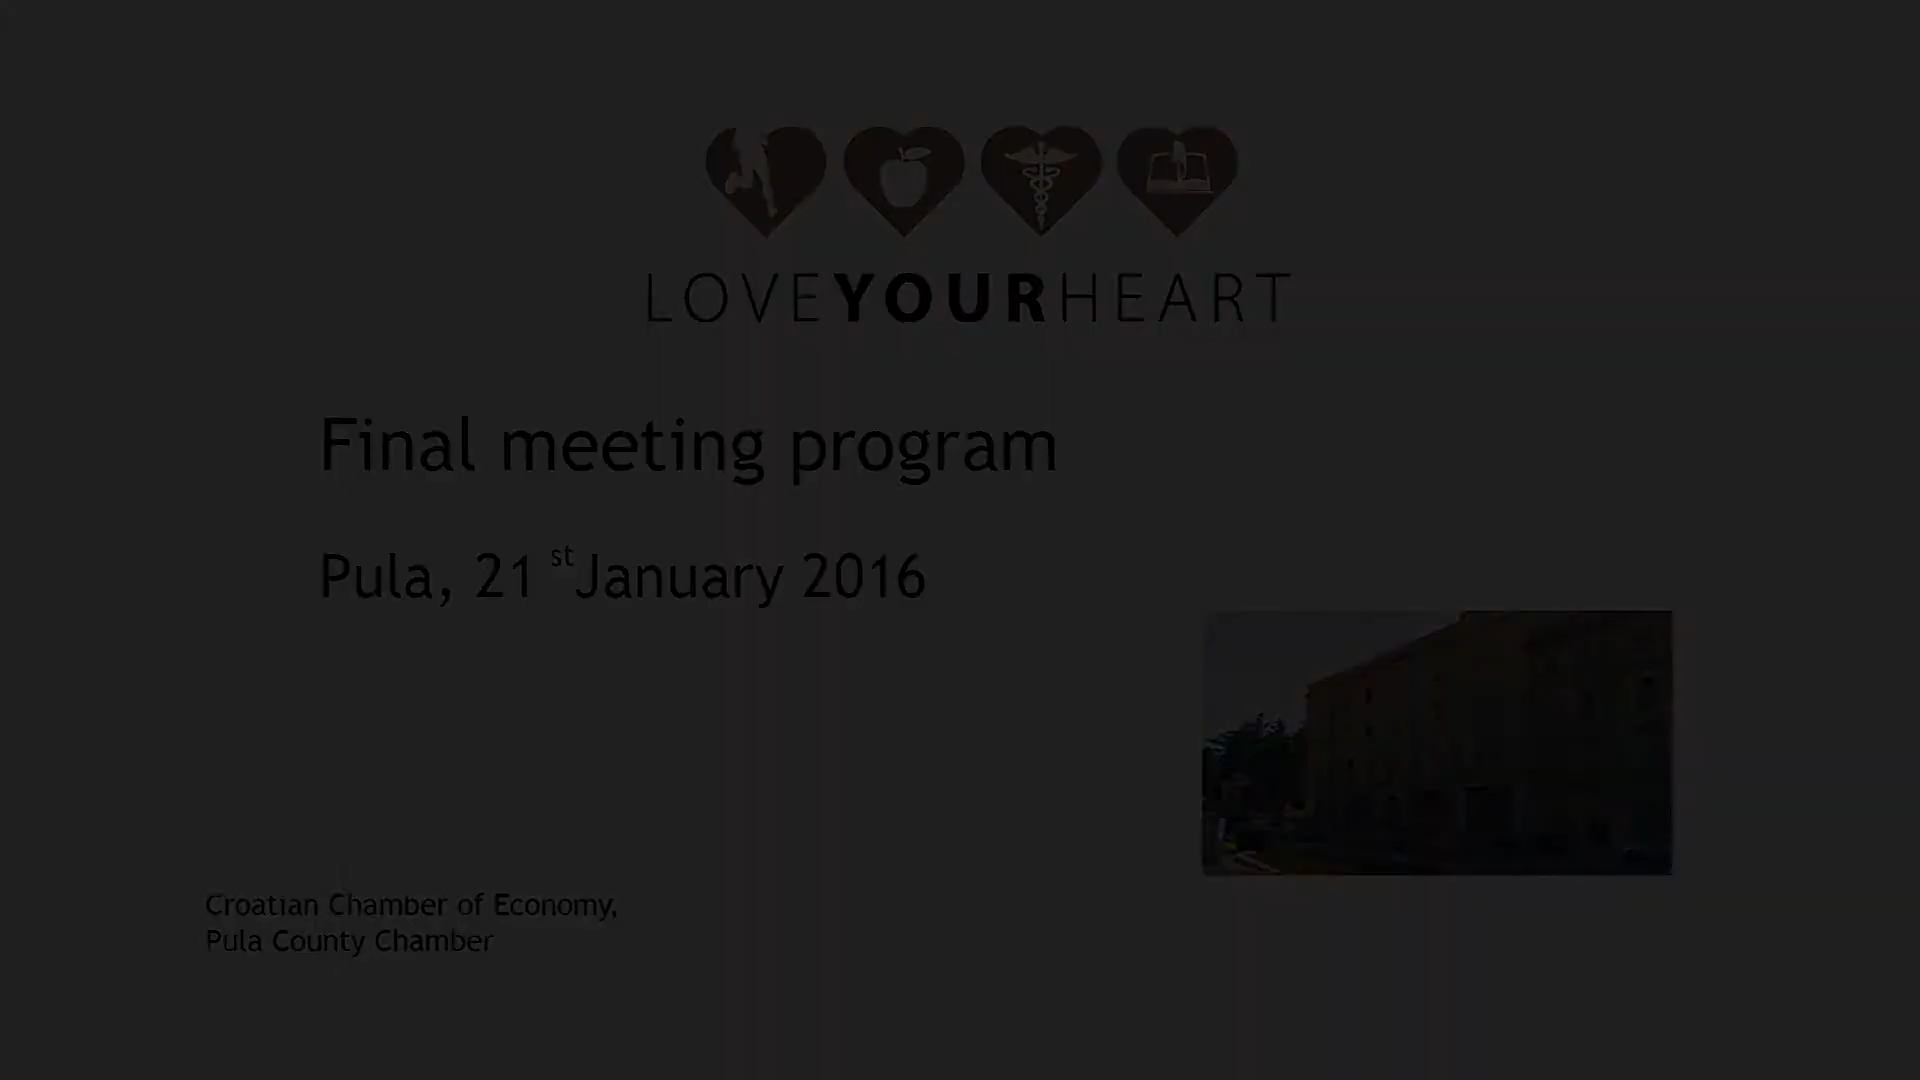 LOVEYOURHEART
Final meeting program
Pula, 21 st January 2016
Croatian Chamber of Economy,
Pula County Chamber